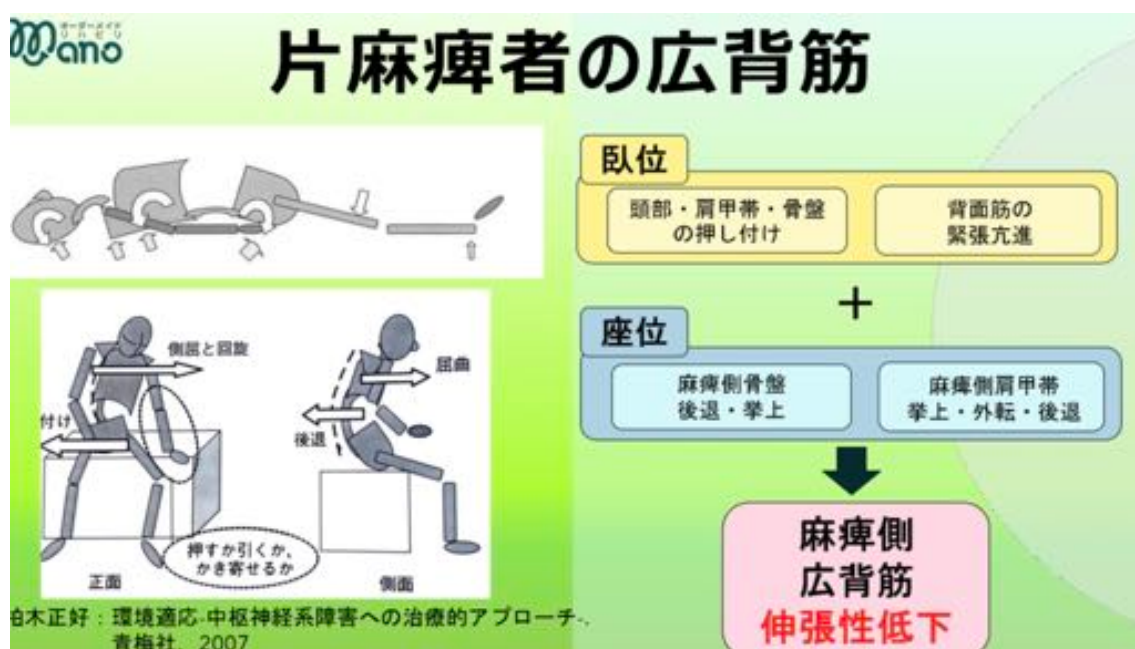 オーダーメイド
リハビリ
mano
片麻痺者の広背筋
臥位
頭部・肩甲帯・骨盤
の押し付け
背面筋の
緊張亢進
+
座位
麻痺側骨盤
後退・挙上
麻痺側肩甲帯
挙上・外転・後退
麻痺側
広背筋
伸張性低下
側屈と回旋
付け
押すか引くか、
かき寄せるか
正面
屈曲
後退
側面
柏木正好：環境適応-中枢神経系障害への治療的アプローチ-.
青海社. 2007